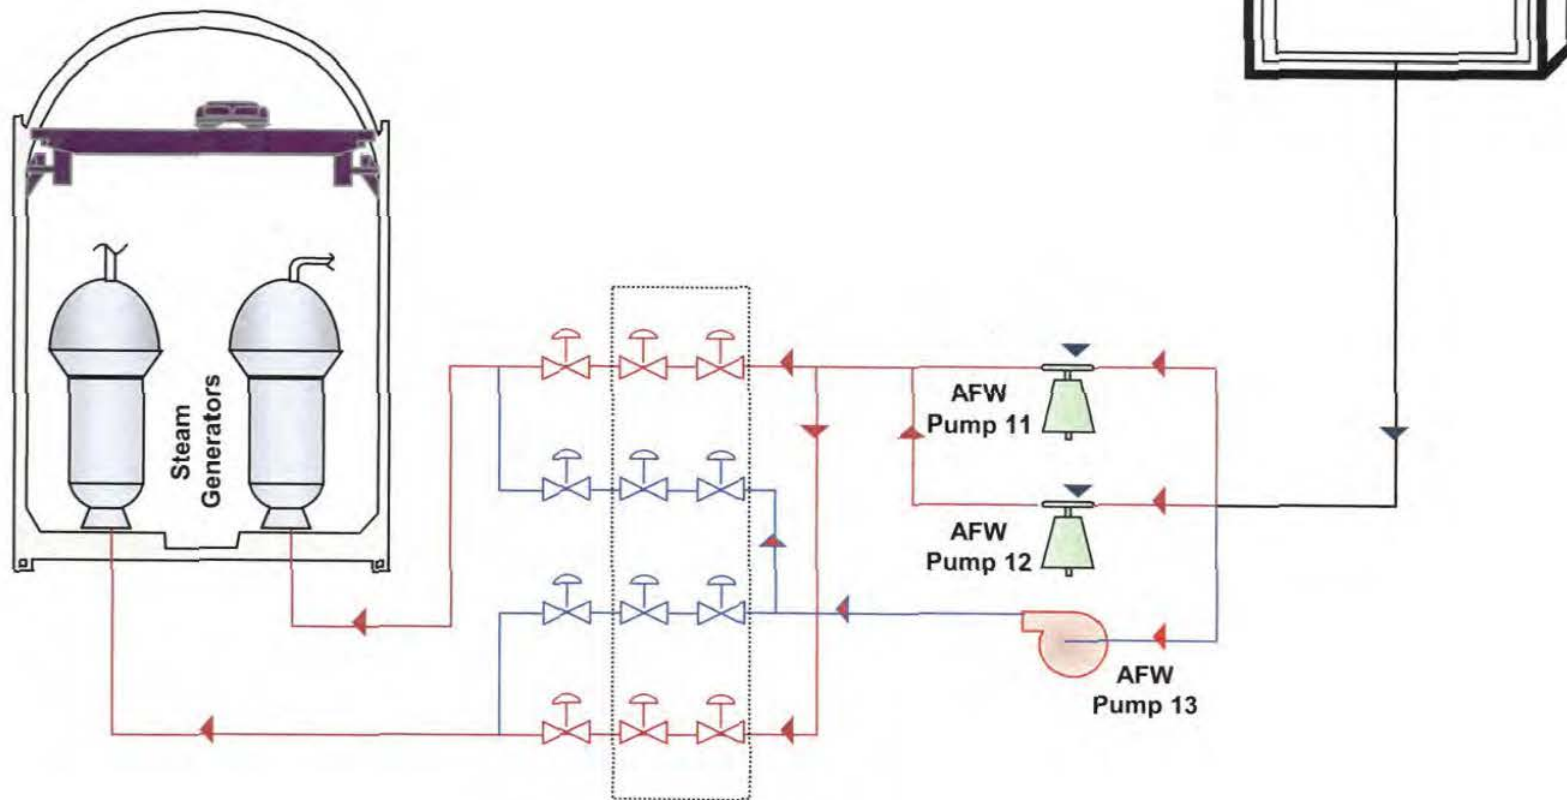 Steam
Generators
AFW
Pump 11
AFW
Pump 12
AFW
Pump 13